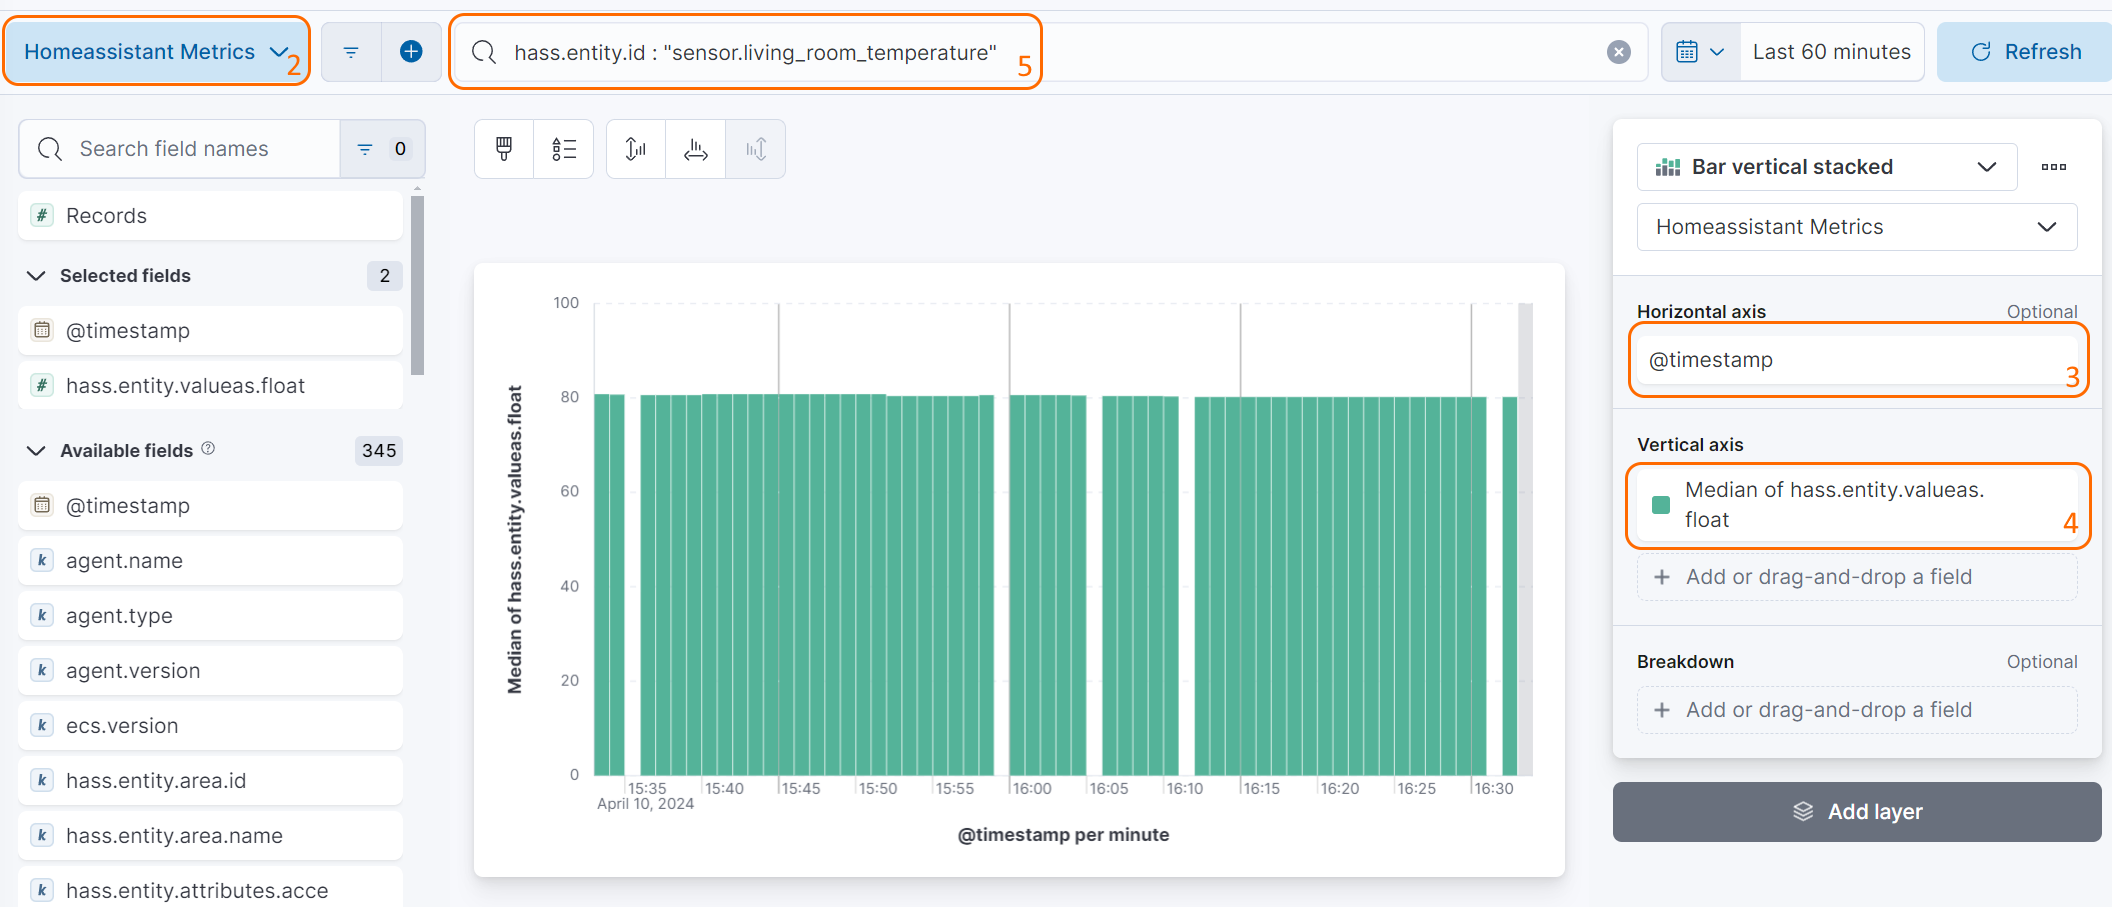 Homeassistant Metrics 2
hass.entity.id : "sensor.living_room_temperature" 5
Last 60 minutes
Refresh
Search field names
0
# Records
Selected fields 2
@timestamp
# hass.entity.valueas.float
Available fields ? 345
@timestamp
k agent.name
k agent.type
k agent.version
k ecs.version
k hass.entity.area.id
k hass.entity.area.name
k hass.entity.attributes.acce
Median of hass.entity.valueas.float
100
80
60
40
20
0
15:35 15:40 15:45 15:50 15:55 16:00 16:05 16:10 16:15 16:20 16:25 16:30
April 10, 2024
@timestamp per minute
Bar vertical stacked
Homeassistant Metrics
Horizontal axis Optional
@timestamp 3
Vertical axis
Median of hass.entity.valueas.
float 4
+ Add or drag-and-drop a field
Breakdown Optional
+ Add or drag-and-drop a field
Add layer